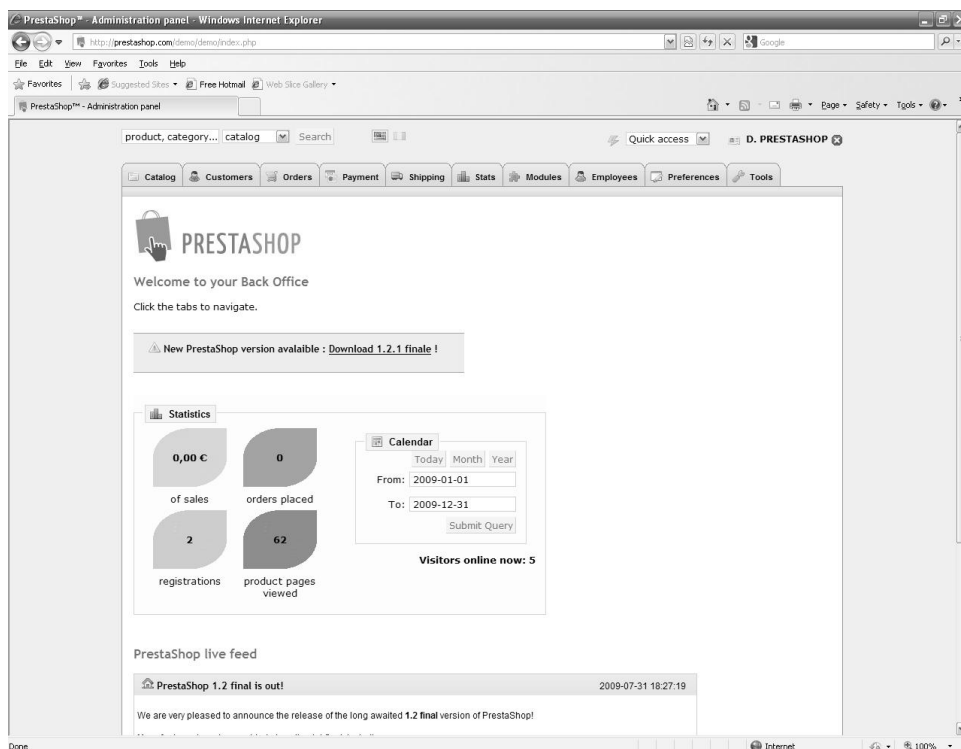 PrestaShop™ - Administration panel - Windows Internet Explorer
http://prestashop.com/demo/demo/index.php
Google
File Edit View Favorites Tools Help
Favorites Suggested Sites Free Hotmail Web Slice Gallery
PrestaShop™ - Administration panel
Page Safety Tools
product, category... catalog Search
Quick access D. PRESTASHOP
Catalog Customers Orders Payment Shipping Stats Modules Employees Preferences Tools
PRESTASHOP
Welcome to your Back Office
Click the tabs to navigate.
New PrestaShop version avalaible : Download 1.2.1 finale !
Statistics
0,00 €
of sales
0
orders placed
2
registrations
62
product pages
viewed
Calendar
Today Month Year
From: 2009-01-01
To: 2009-12-31
Submit Query
Visitors online now: 5
PrestaShop live feed
PrestaShop 1.2 final is out! 2009-07-31 18:27:19
We are very pleased to announce the release of the long awaited 1.2 final version of PrestaShop!
Done Internet 100%